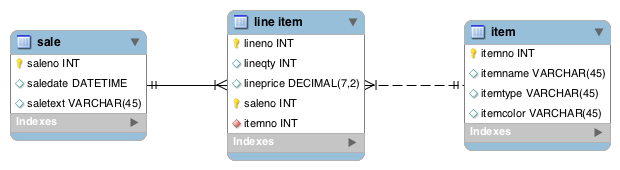 sale
saleno INT
saledate DATETIME
saletext VARCHAR(45)
Indexes
line item
lineno INT
lineqty INT
lineprice DECIMAL(7,2)
saleno INT
itemno INT
Indexes
item
itemno INT
itemname VARCHAR(45)
itemtype VARCHAR(45)
itemcolor VARCHAR(45)
Indexes